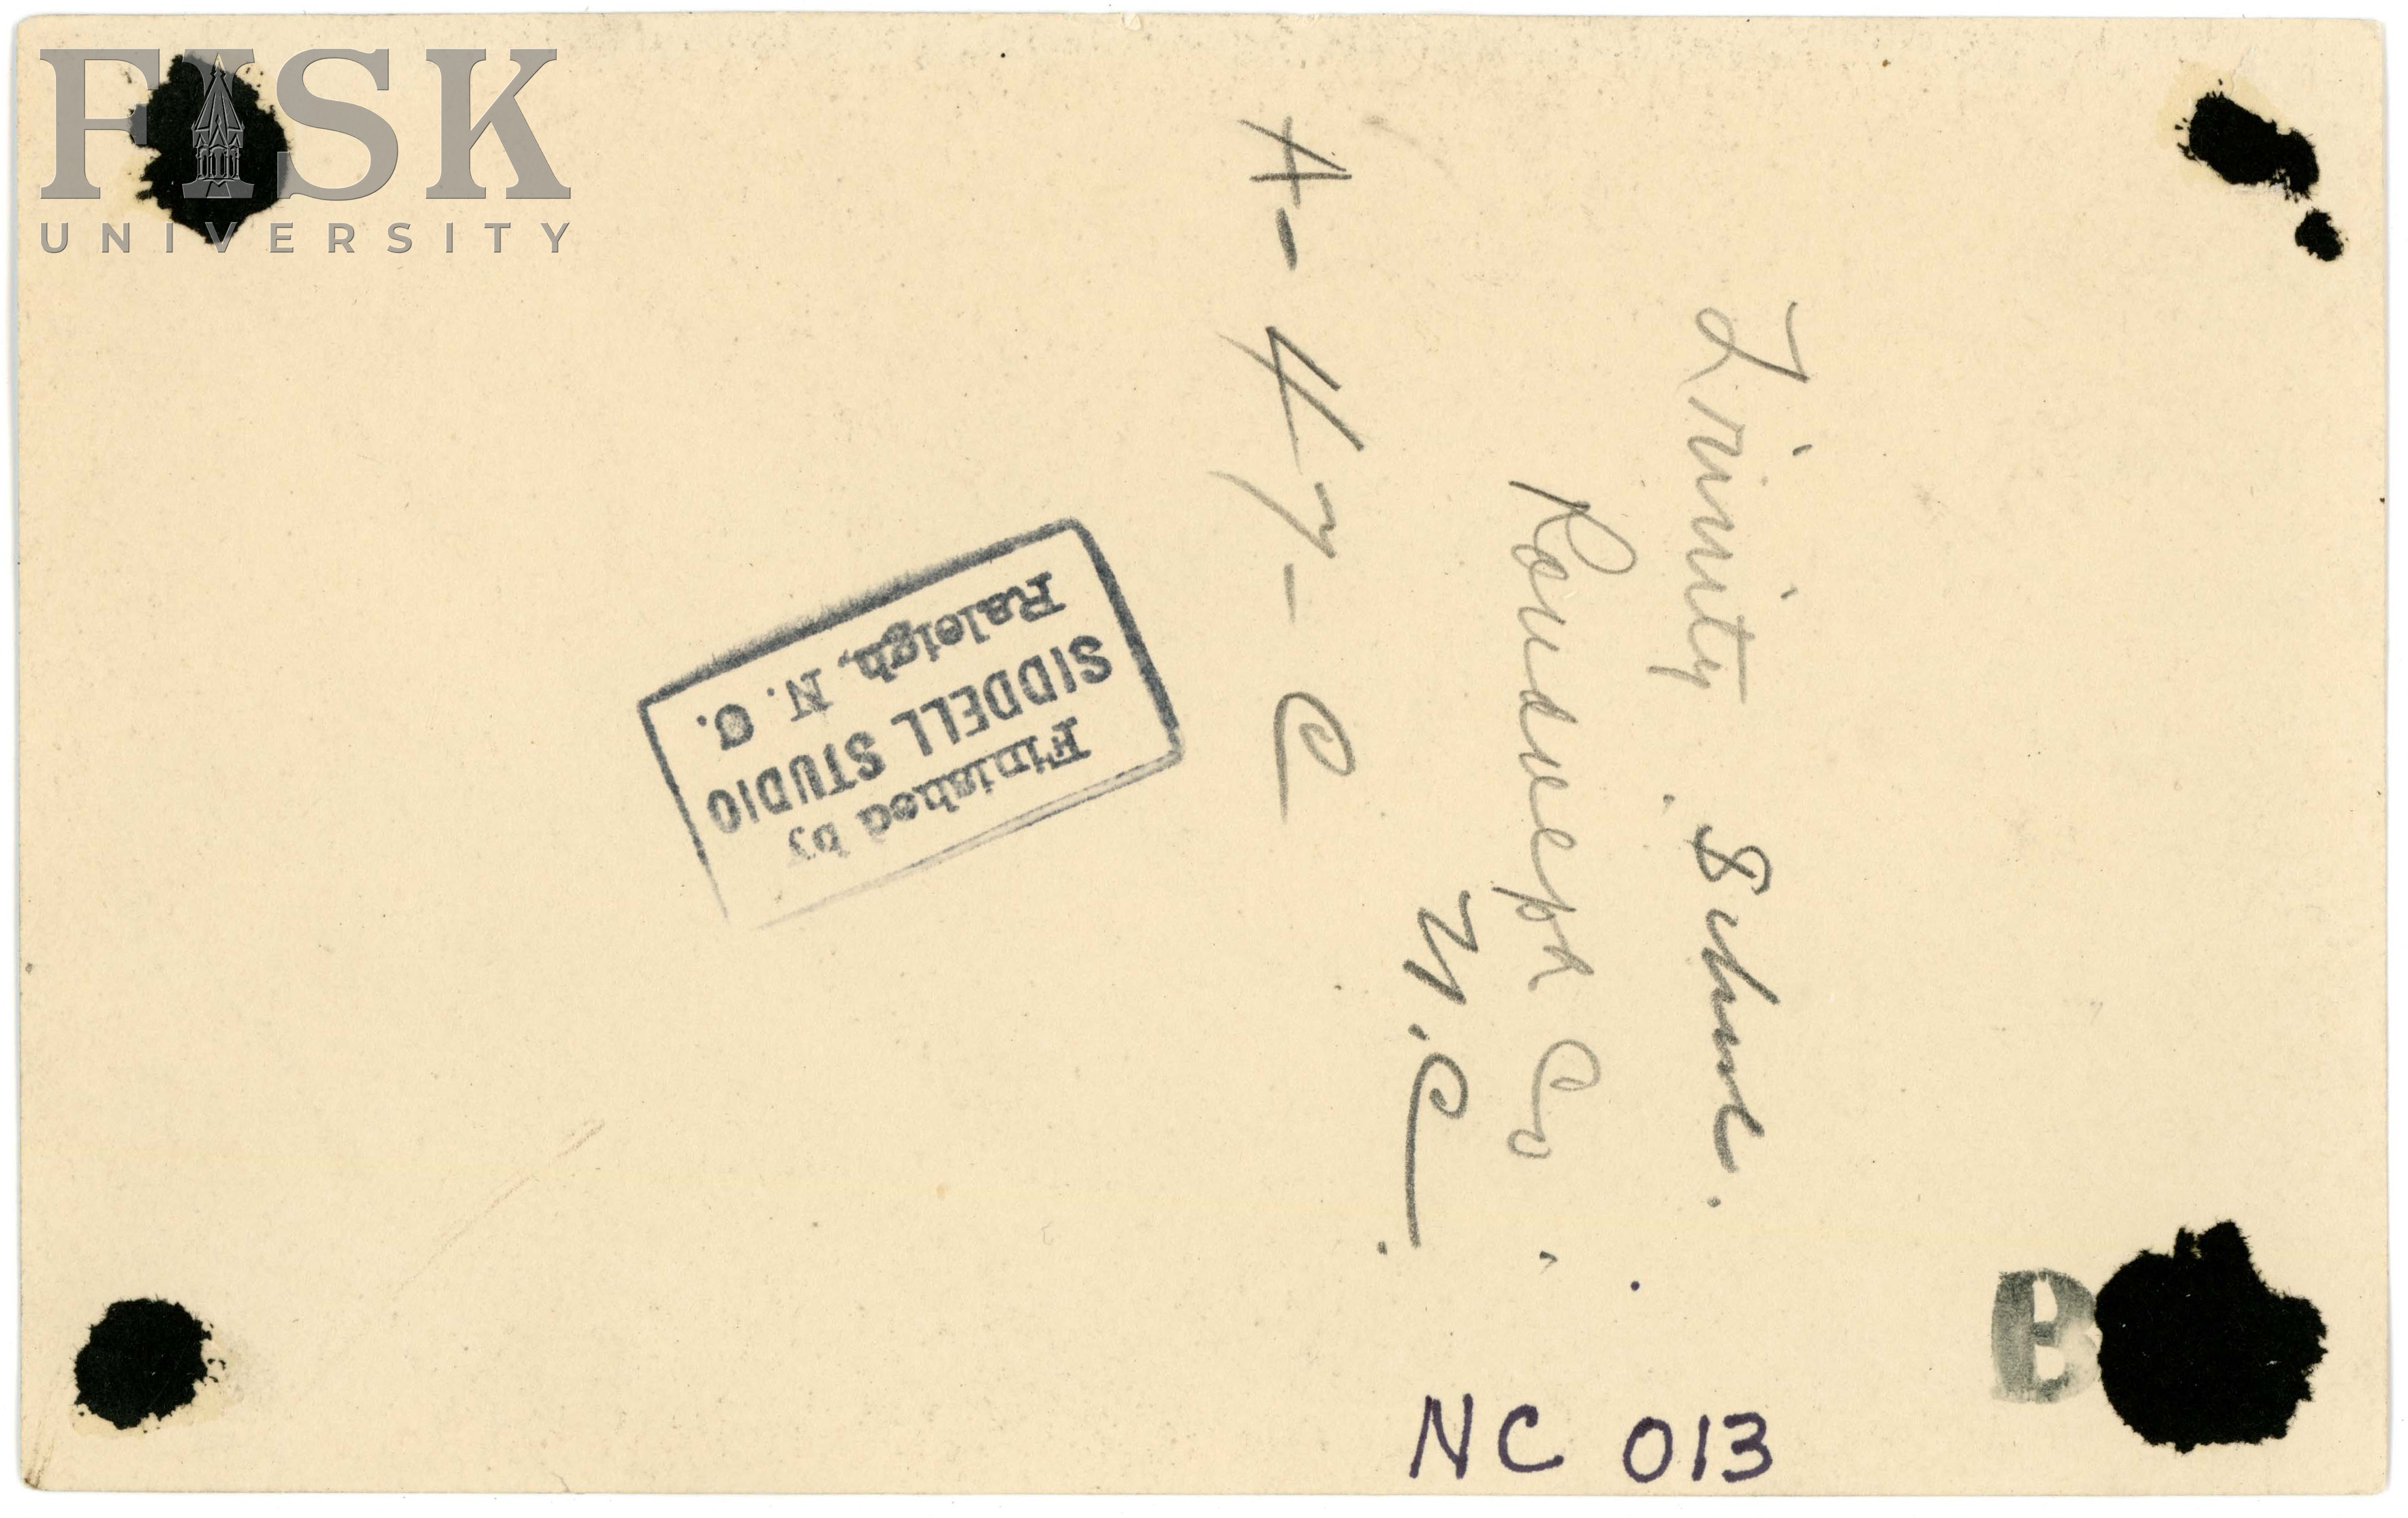 FISK
UNIVERSITY
Trinity School.
Randolph Co.
N.C.
A-47-C
Finished by
SIDDELL STUDIO
Raleigh, N. C.
B
NC 013